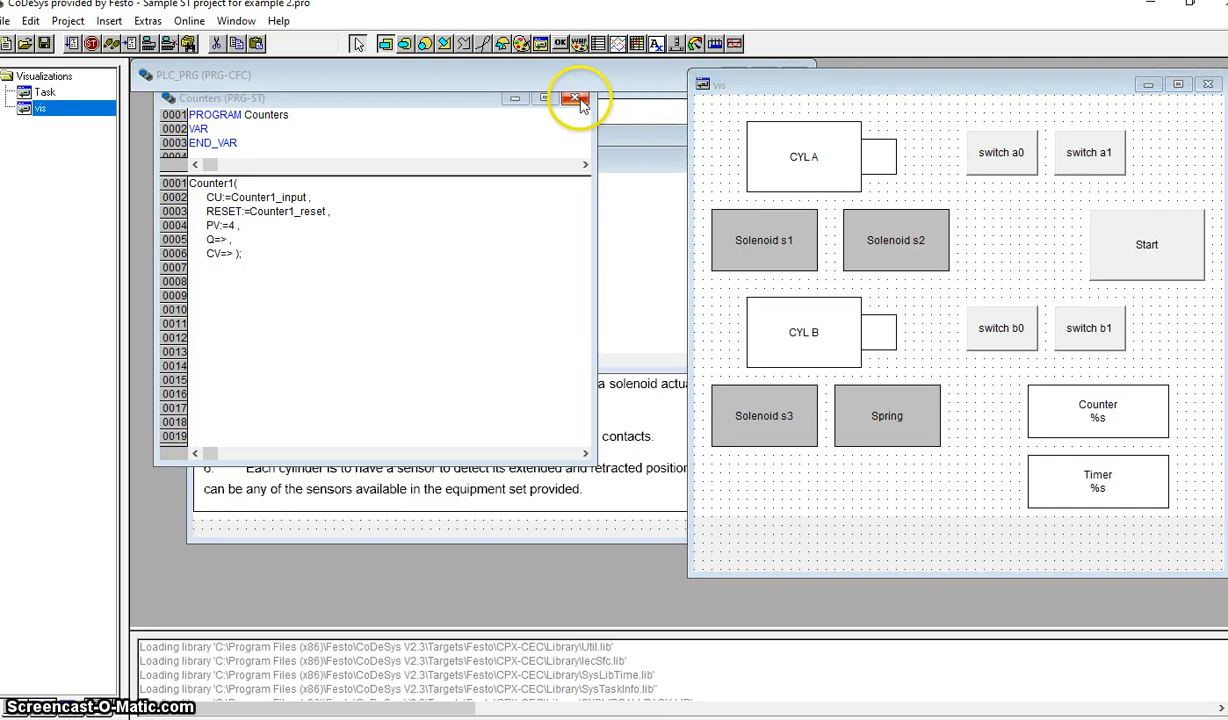 CoDeSys provided by Festo - Sample ST project for example 2.pro
File Edit Project Insert Extras Online Window Help
Visualizations
Task
vis
PLC_PRG (PRG-CFC)
Counters (PRG-ST)
0001 PROGRAM Counters
0002 VAR
0003 END_VAR
0004
0001 Counter1(
0002 CU:=Counter1_input ,
0003 RESET:=Counter1_reset ,
0004 PV:=4 ,
0005 Q=> ,
0006 CV=> );
0007
0008
0009
0010
0011
0012
0013
0014
0015
0016
0017
0018
0019
a solenoid actua
contacts.
6. Each cylinder is to have a sensor to detect its extended and retracted position
can be any of the sensors available in the equipment set provided.
vis
CYL A
switch a0
switch a1
Solenoid s1
Solenoid s2
Start
CYL B
switch b0
switch b1
Solenoid s3
Spring
Counter
%s
Timer
%s
Loading library 'C:\Program Files (x86)\Festo\CoDeSys V2.3\Targets\Festo\CPX-CEC\Library\Util.lib'
Loading library 'C:\Program Files (x86)\Festo\CoDeSys V2.3\Targets\Festo\CPX-CEC\Library\IecSfc.lib'
Loading library 'C:\Program Files (x86)\Festo\CoDeSys V2.3\Targets\Festo\CPX-CEC\Library\SysLibTime.lib'
Loading library 'C:\Program Files (x86)\Festo\CoDeSys V2.3\Targets\Festo\CPX-CEC\Library\SysTaskInfo.lib'
Screencast-O-Matic.com